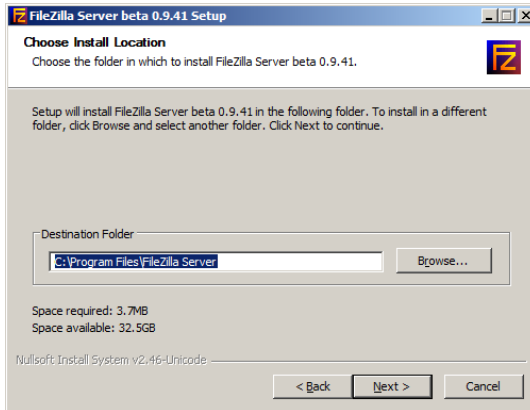 FileZilla Server beta 0.9.41 Setup
Choose Install Location
Choose the folder in which to install FileZilla Server beta 0.9.41.
FZ
Setup will install FileZilla Server beta 0.9.41 in the following folder. To install in a different
folder, click Browse and select another folder. Click Next to continue.
Destination Folder
C:\Program Files\FileZilla Server
Browse...
Space required: 3.7MB
Space available: 32.5GB
Nullsoft Install System v2.46-Unicode
< Back
Next >
Cancel